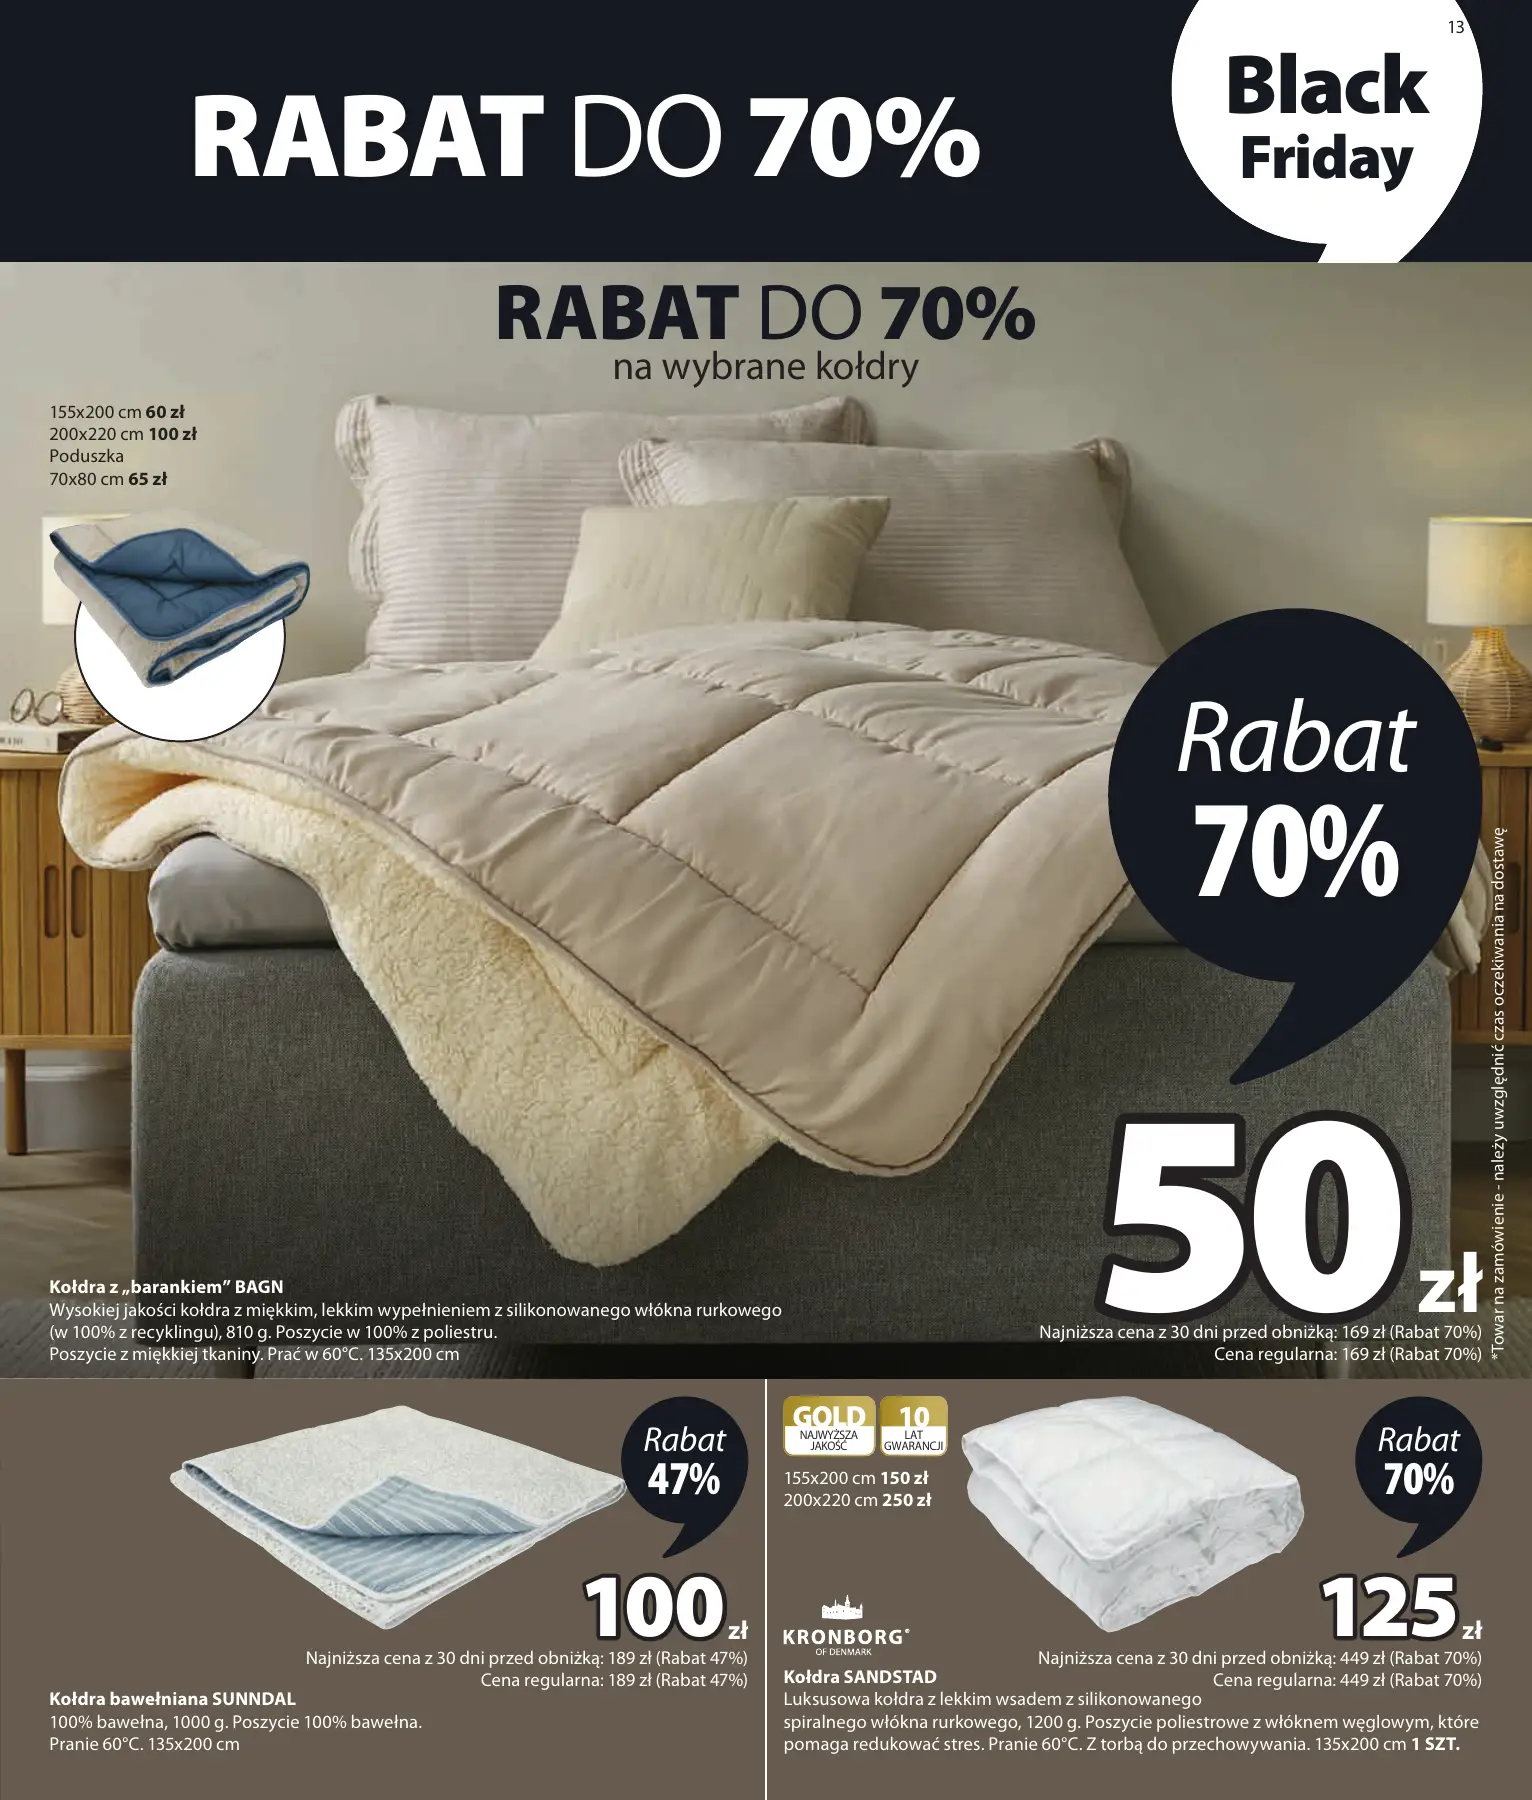 13
Black
Friday
RABAT DO 70%
RABAT DO 70%
na wybrane kołdry
155x200 cm 60 zł
200x220 cm 100 zł
Poduszka
70x80 cm 65 zł
Rabat
70%
50 zł
Najniższa cena z 30 dni przed obniżką: 169 zł (Rabat 70%)
Cena regularna: 169 zł (Rabat 70%)
*Towar na zamówienie - należy uwzględnić czas oczekiwania na dostawę
Kołdra z „barankiem” BAGN
Wysokiej jakości kołdra z miękkim, lekkim wypełnieniem z silikonowanego włókna rurkowego
(w 100% z recyklingu), 810 g. Poszycie w 100% z poliestru.
Poszycie z miękkiej tkaniny. Prać w 60°C. 135x200 cm
Rabat
47%
100 zł
Najniższa cena z 30 dni przed obniżką: 189 zł (Rabat 47%)
Cena regularna: 189 zł (Rabat 47%)
Kołdra bawełniana SUNNDAL
100% bawełna, 1000 g. Poszycie 100% bawełna.
Pranie 60°C. 135x200 cm
GOLD
NAJWYŻSZA
JAKOŚĆ
10
LAT
GWARANCJI
155x200 cm 150 zł
200x220 cm 250 zł
Rabat
70%
125 zł
KRONBORG®
OF DENMARK
Najniższa cena z 30 dni przed obniżką: 449 zł (Rabat 70%)
Cena regularna: 449 zł (Rabat 70%)
Kołdra SANDSTAD
Luksusowa kołdra z lekkim wsadem z silikonowanego
spiralnego włókna rurkowego, 1200 g. Poszycie poliestrowe z włóknem węglowym, które
pomaga redukować stres. Pranie 60°C. Z torbą do przechowywania. 135x200 cm 1 SZT.